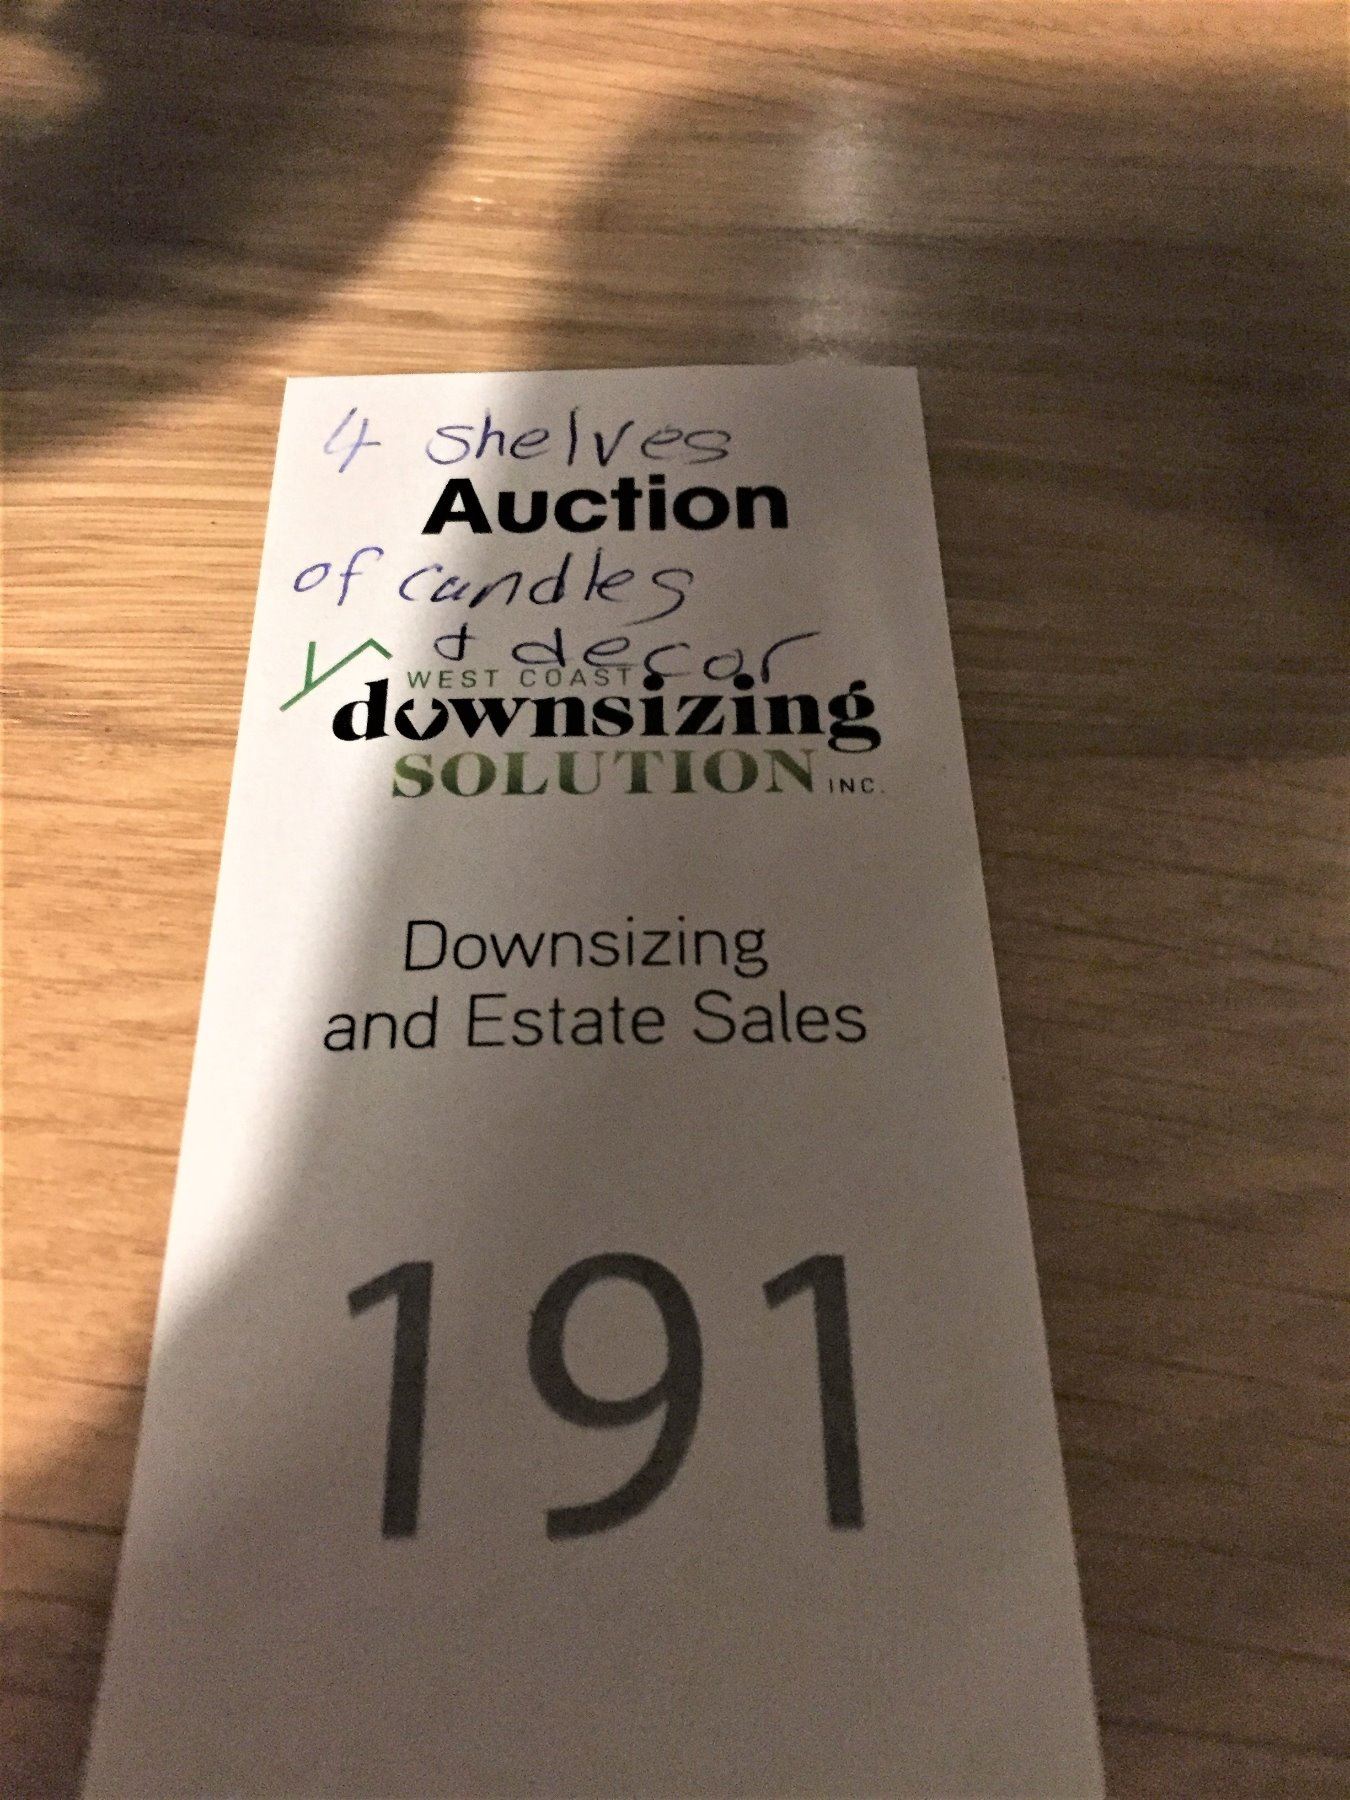 4 shelves
Auction
of candles
& decor
WEST COAST
downsizing
SOLUTION INC.
Downsizing
and Estate Sales
191